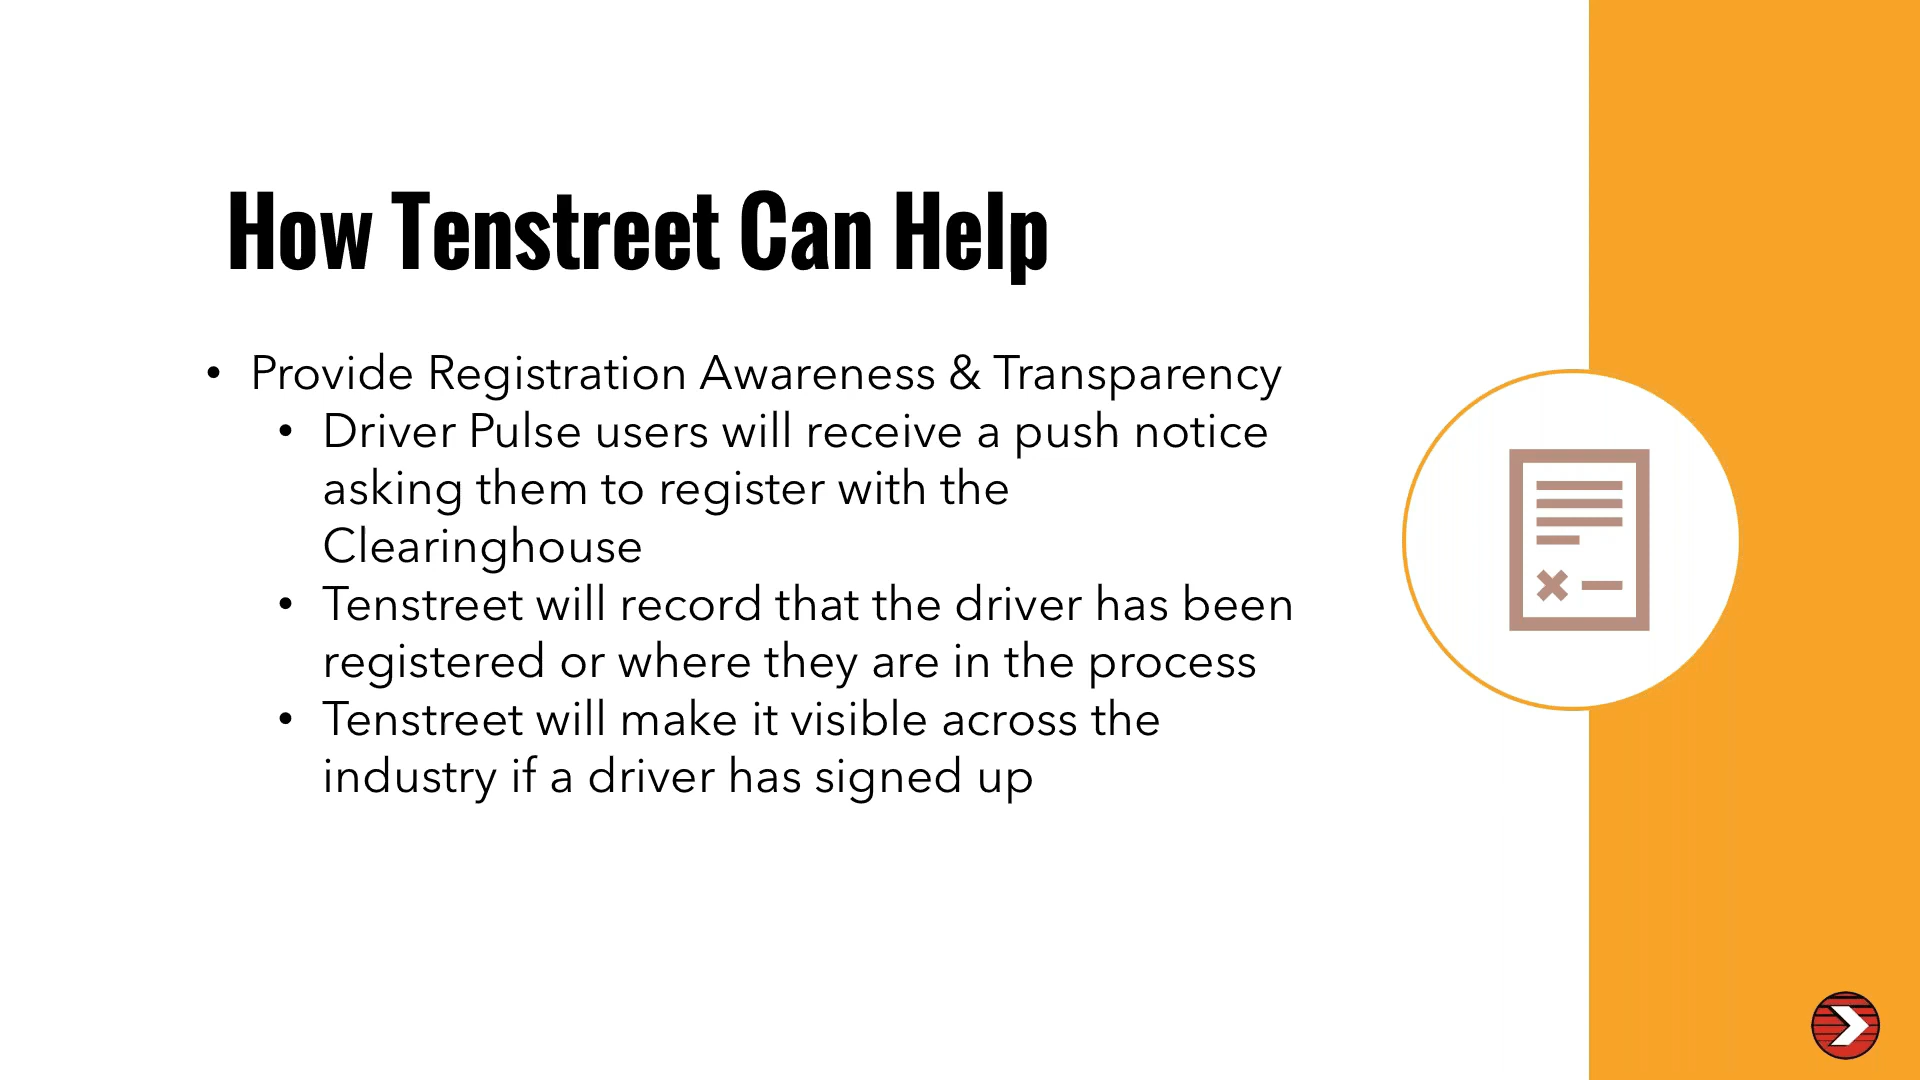 How Tenstreet Can Help
• Provide Registration Awareness & Transparency
• Driver Pulse users will receive a push notice
asking them to register with the
Clearinghouse
• Tenstreet will record that the driver has been
registered or where they are in the process
• Tenstreet will make it visible across the
industry if a driver has signed up